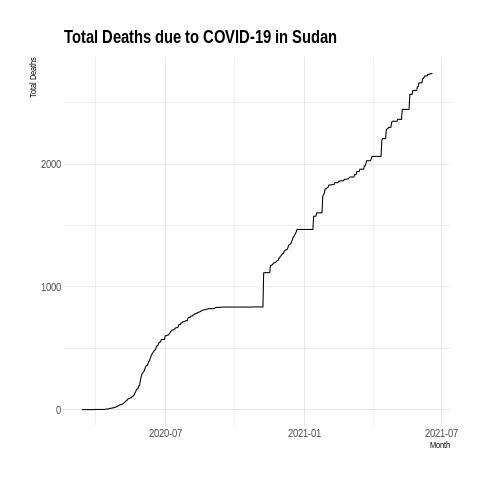 Total Deaths due to COVID-19 in Sudan
Total Deaths
2000
1000
0
2020-07
2021-01
2021-07
Month